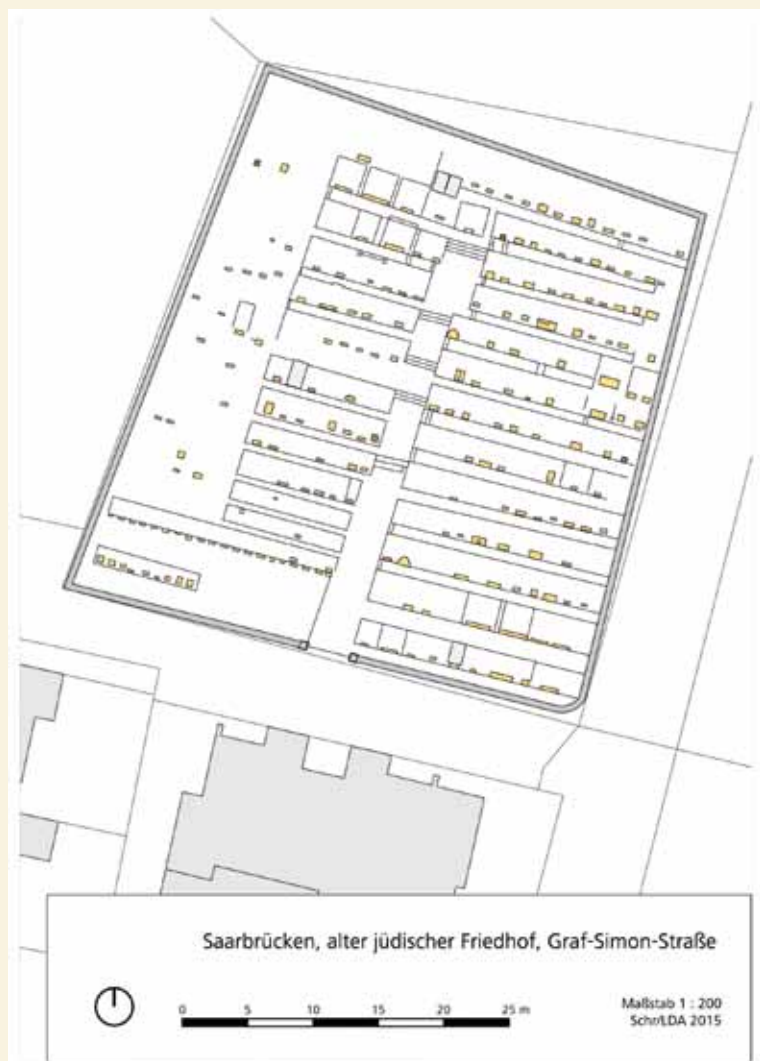 Saarbrücken, alter jüdischer Friedhof, Graf-Simon-Straße
0 5 10 15 20 25 m
Maßstab 1 : 200
Schr/LDA 2015